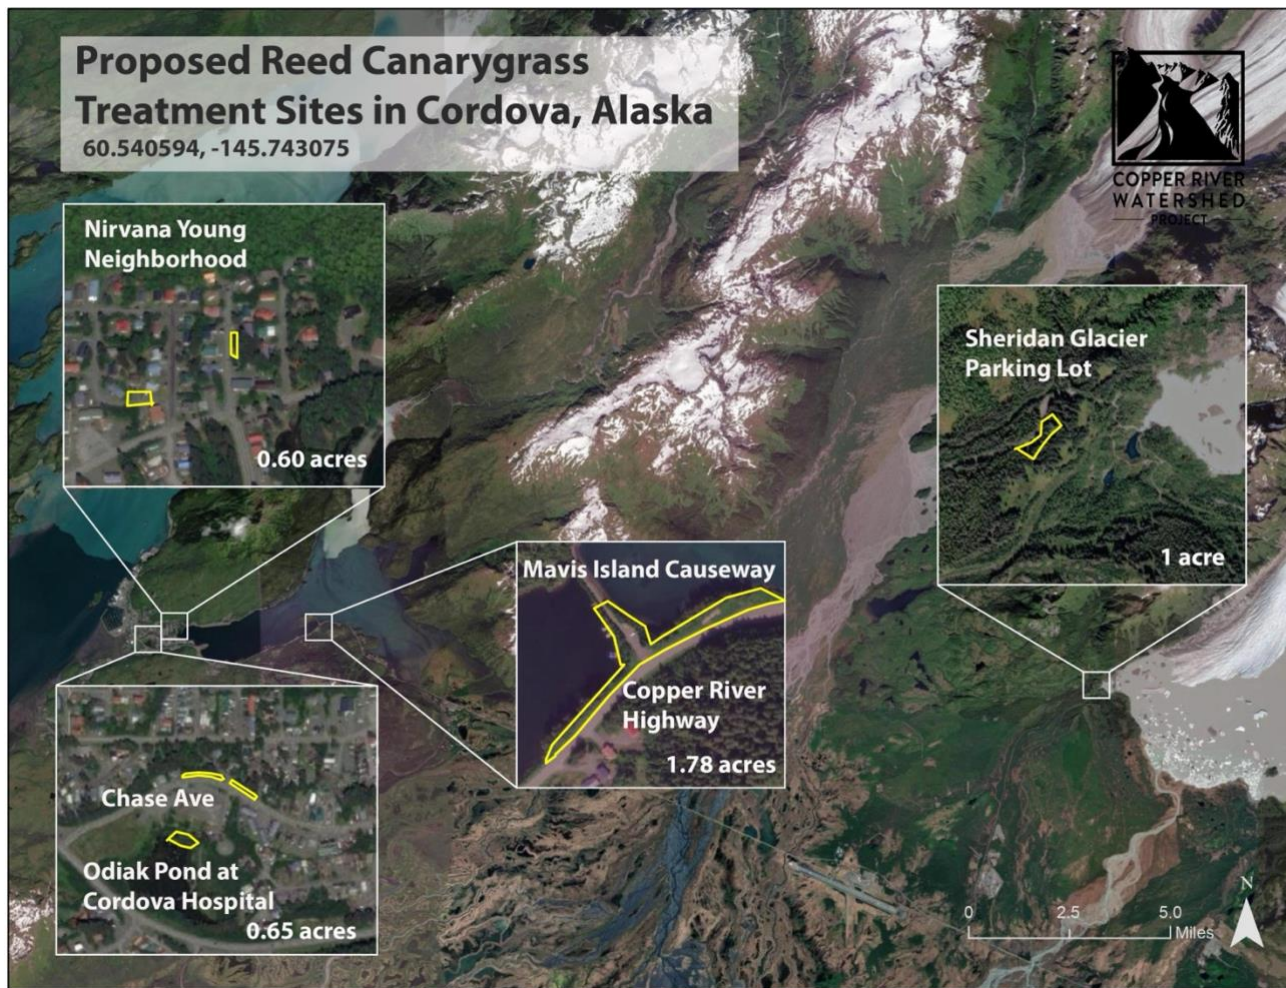 Proposed Reed Canarygrass
Treatment Sites in Cordova, Alaska
60.540594, -145.743075
COPPER RIVER
WATERSHED
PROJECT
Nirvana Young
Neighborhood
0.60 acres
Sheridan Glacier
Parking Lot
1 acre
Mavis Island Causeway
Copper River
Highway
1.78 acres
Chase Ave
Odiak Pond at
Cordova Hospital
0.65 acres
N
0 2.5 5.0
Miles